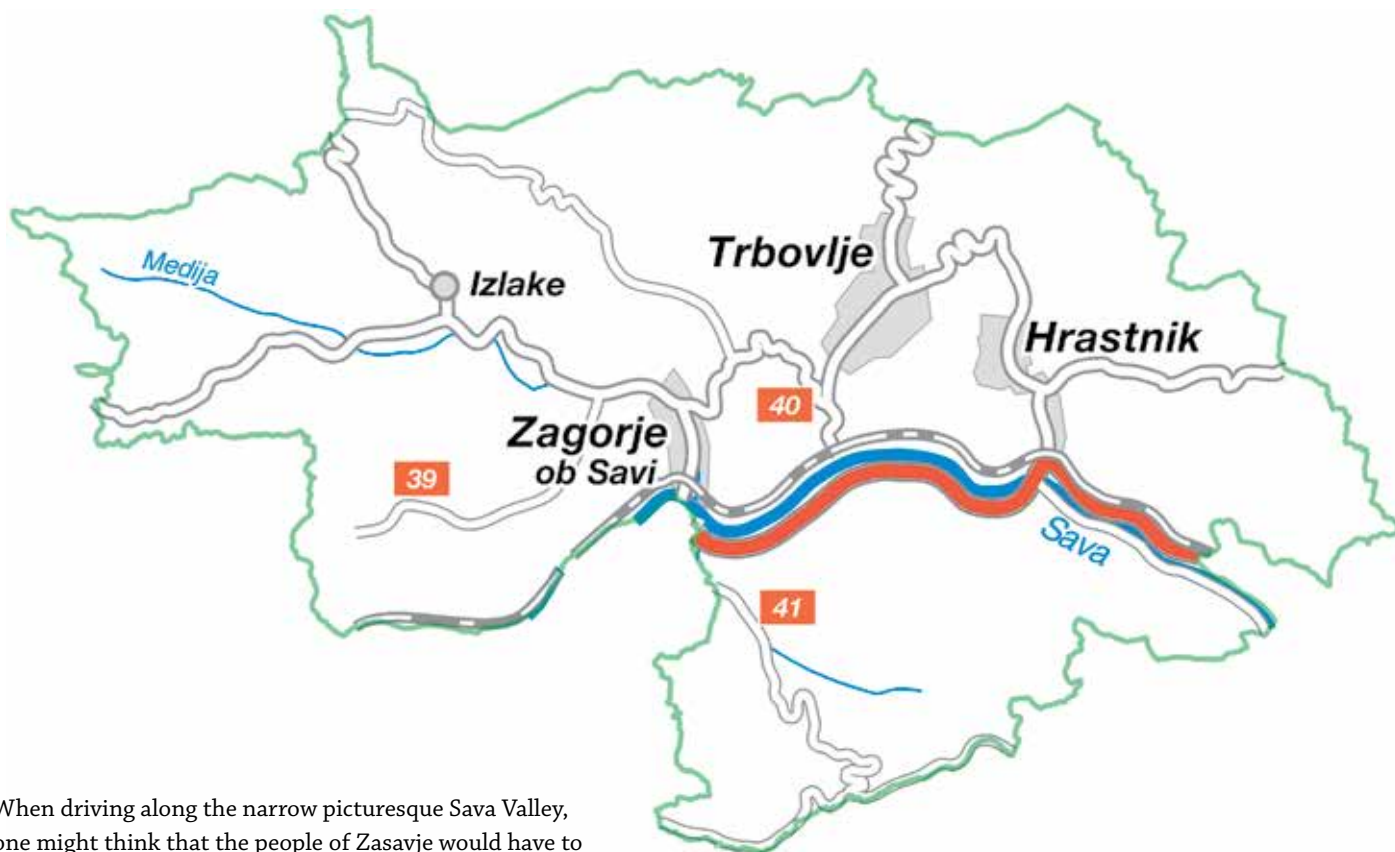 Medija
Izlake
Trbovlje
Hrastnik
40
Zagorje
ob Savi
39
Sava
41
When driving along the narrow picturesque Sava Valley,
one might think that the people of Zasavje would have to